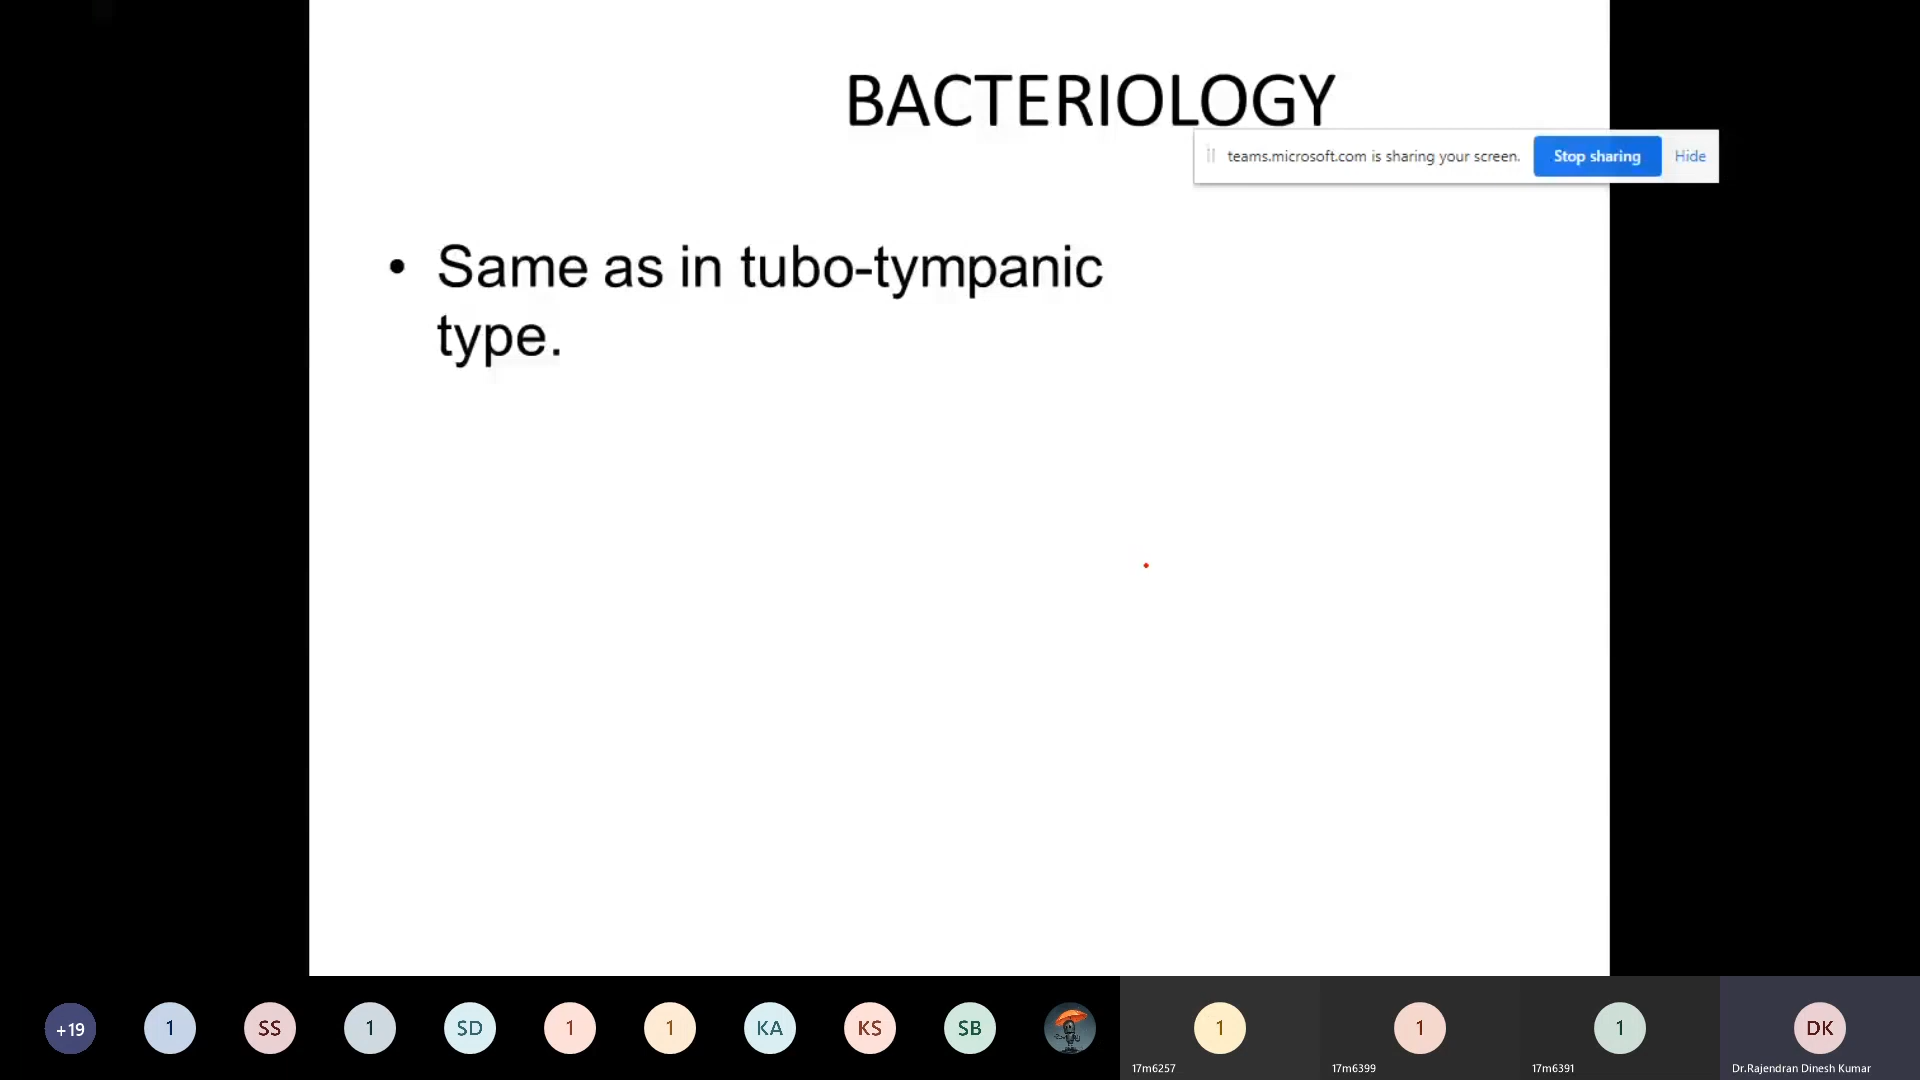 BACTERIOLOGY
teams.microsoft.com is sharing your screen. Stop sharing Hide
• Same as in tubo-tympanic
type.
+19 1 SS 1 SD 1 1 KA KS SB 1 1 1 DK
17m6257 17m6399 17m6391 Dr.Rajendran Dinesh Kumar